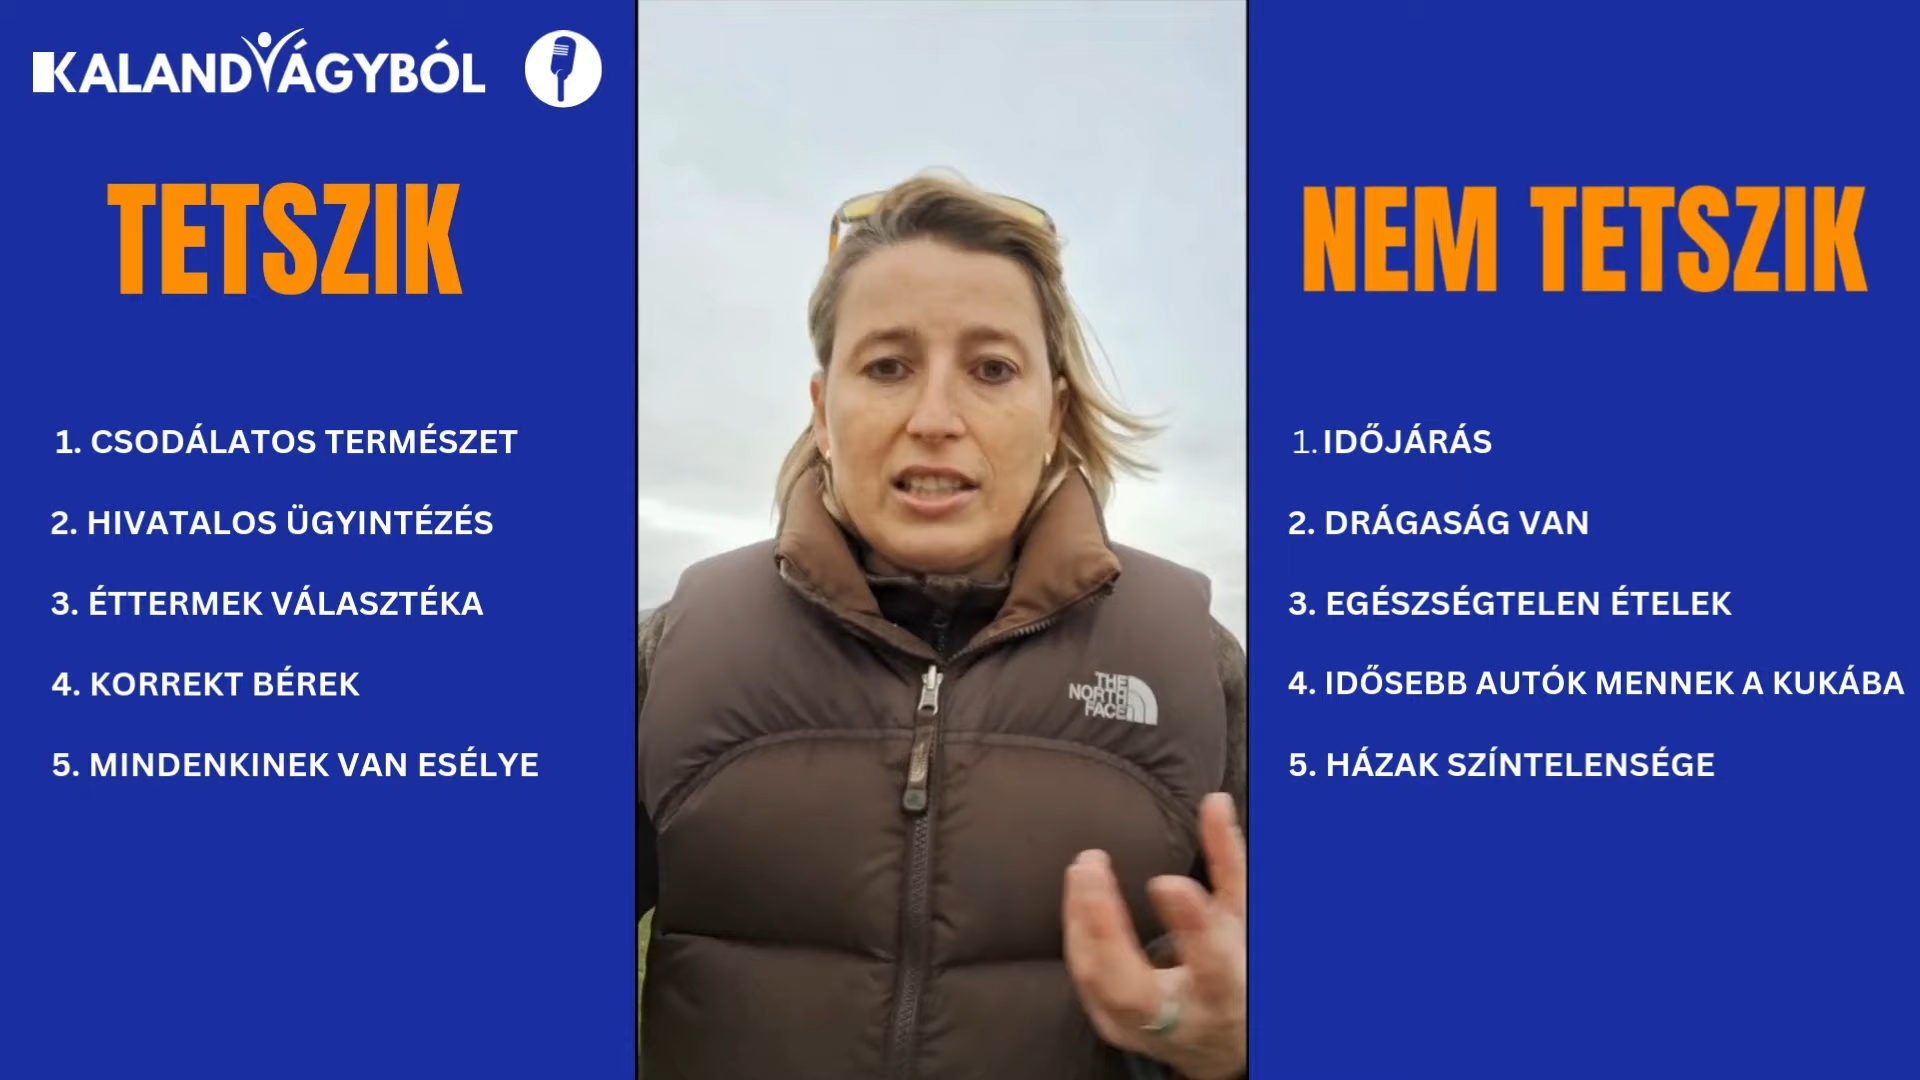 KALANDVÁGYBÓL
TETSZIK
1. CSODÁLATOS TERMÉSZET
2. HIVATALOS ÜGYINTÉZÉS
3. ÉTTERMEK VÁLASZTÉKA
4. KORREKT BÉREK
5. MINDENKINEK VAN ESÉLYE
THE
NORTH
FACE
NEM TETSZIK
1. IDŐJÁRÁS
2. DRÁGASÁG VAN
3. EGÉSZSÉGTELEN ÉTELEK
4. IDŐSEBB AUTÓK MENNEK A KUKÁBA
5. HÁZAK SZÍNTELENSÉGE